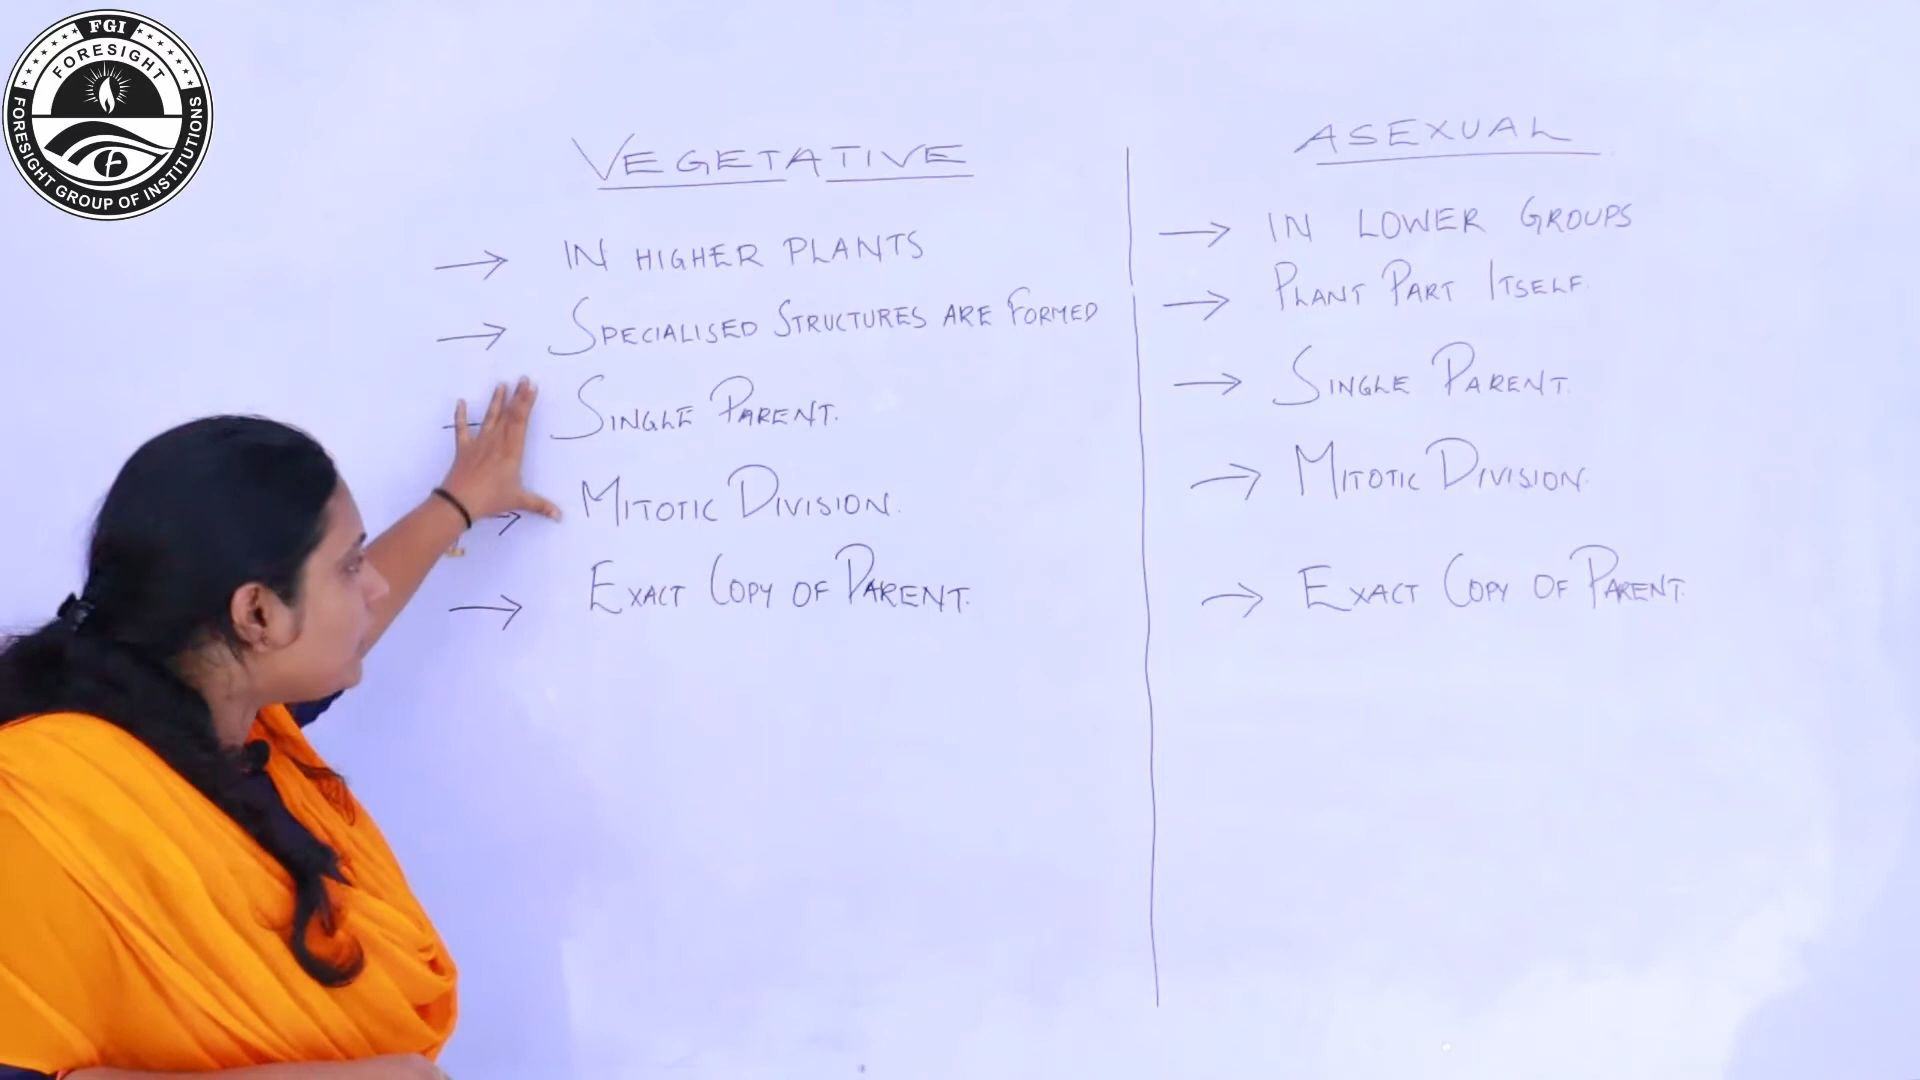 FGI
FORESIGHT
FORESIGHT GROUP OF INSTITUTIONS
VEGETATIVE
→ IN HIGHER PLANTS
→ SPECIALISED STRUCTURES ARE FORMED
→ SINGLE PARENT.
→ MITOTIC DIVISION.
→ EXACT COPY OF PARENT.
ASEXUAL
→ IN LOWER GROUPS
→ PLANT PART ITSELF.
→ SINGLE PARENT.
→ MITOTIC DIVISION.
→ EXACT COPY OF PARENT.